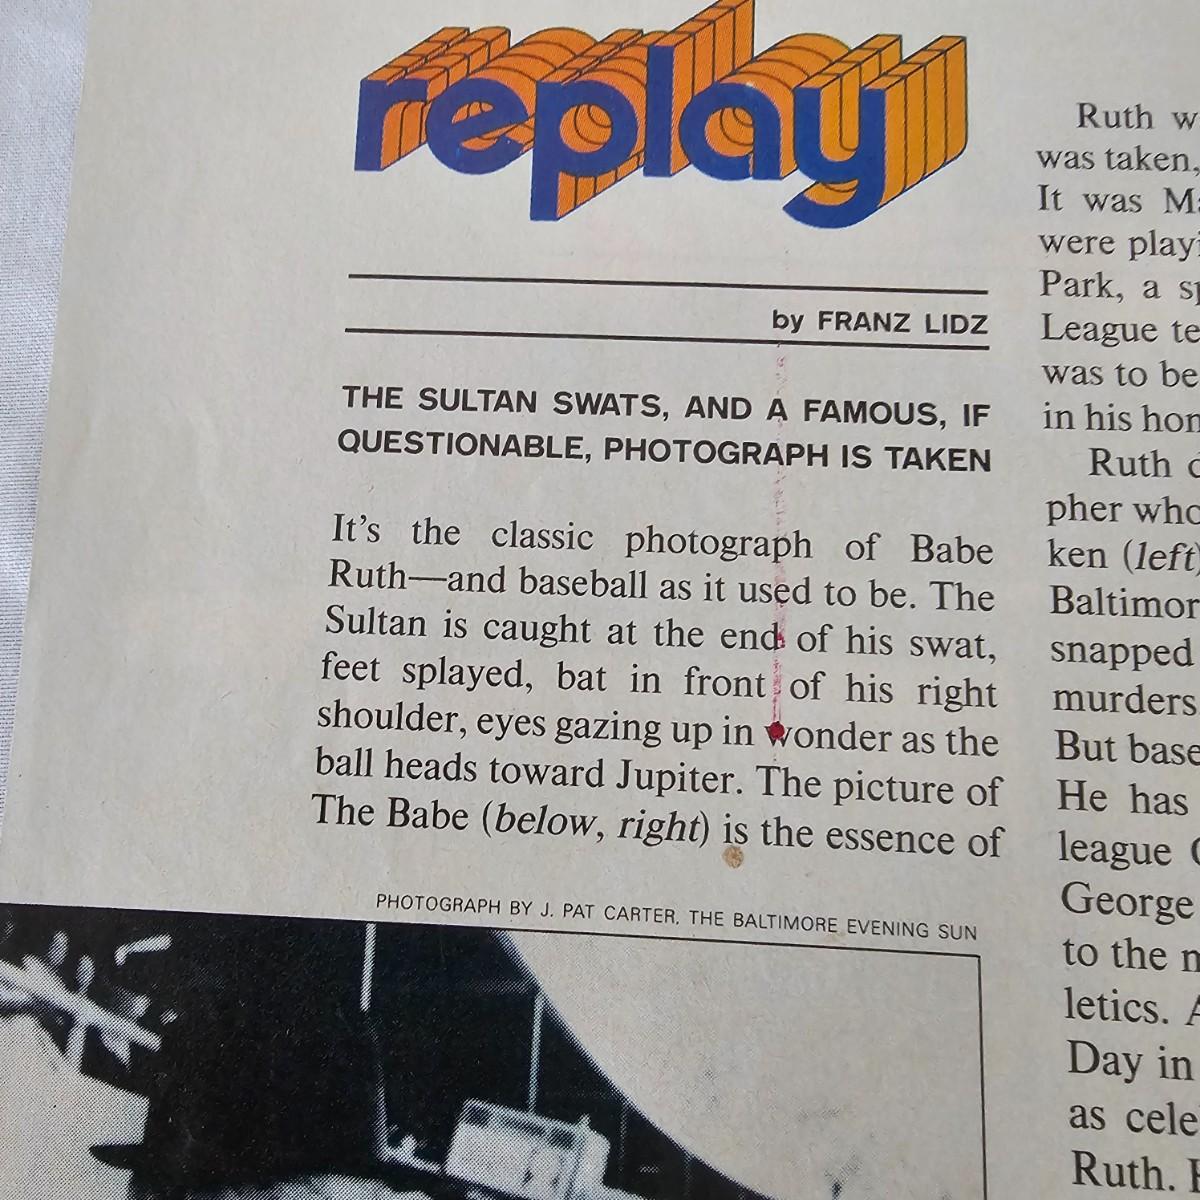 replay
by FRANZ LIDZ
THE SULTAN SWATS, AND A FAMOUS, IF
QUESTIONABLE, PHOTOGRAPH IS TAKEN
It's the classic photograph of Babe
Ruth—and baseball as it used to be. The
Sultan is caught at the end of his swat,
feet splayed, bat in front of his right
shoulder, eyes gazing up in wonder as the
ball heads toward Jupiter. The picture of
The Babe (below, right) is the essence of
PHOTOGRAPH BY J. PAT CARTER, THE BALTIMORE EVENING SUN
Ruth
was taken,
It was
were
Park, a
League
was to be
in his
Ruth
pher who
ken (left)
snapped
murders
But
He has
league
George
to the
letics.
Day in
as
Ruth.